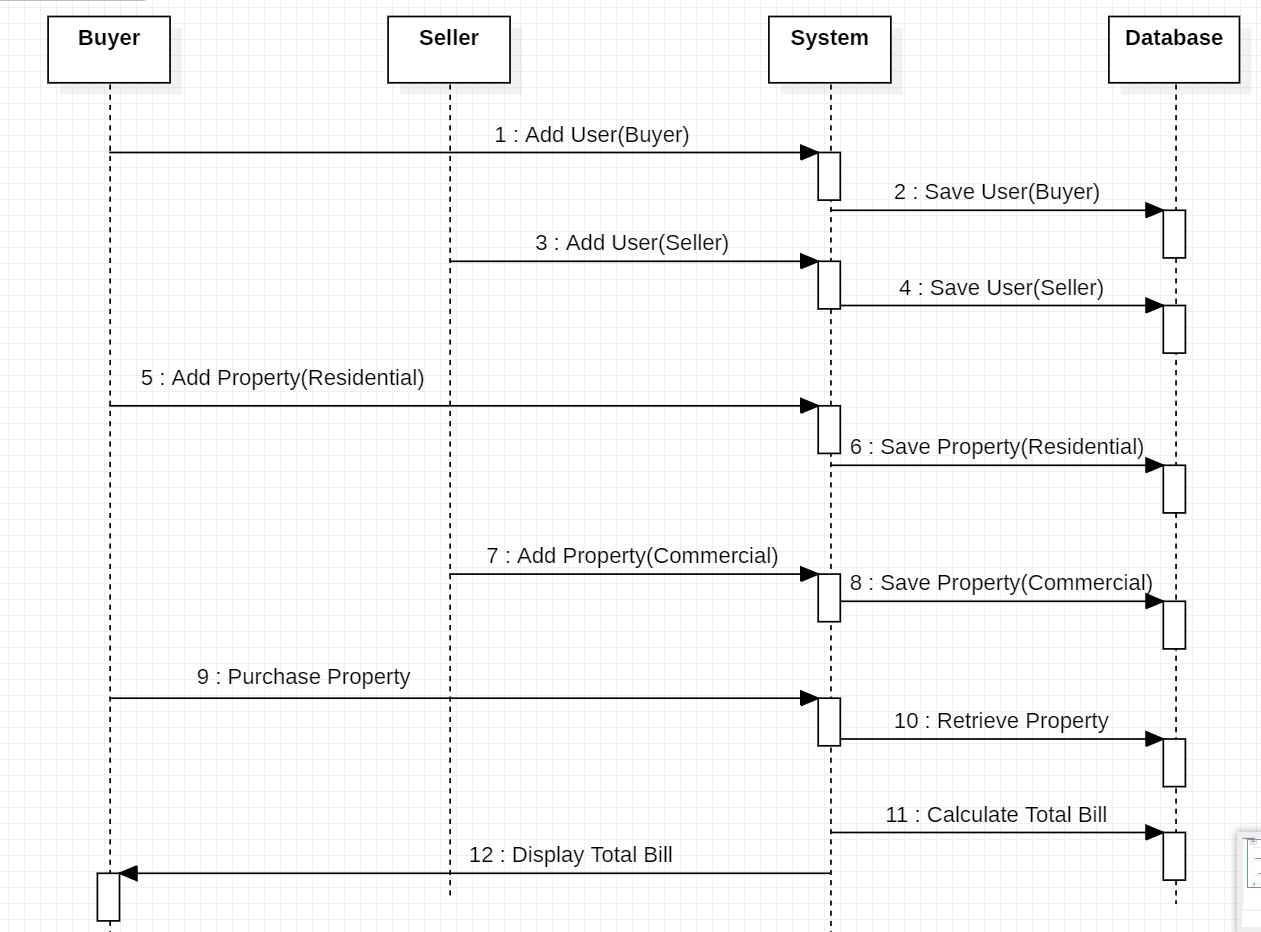 Buyer
Seller
System
Database
1 : Add User(Buyer)
2 : Save User(Buyer)
3 : Add User(Seller)
4 : Save User(Seller)
5 : Add Property(Residential)
6 : Save Property(Residential)
7 : Add Property(Commercial)
8 : Save Property(Commercial)
9 : Purchase Property
10 : Retrieve Property
11 : Calculate Total Bill
12 : Display Total Bill